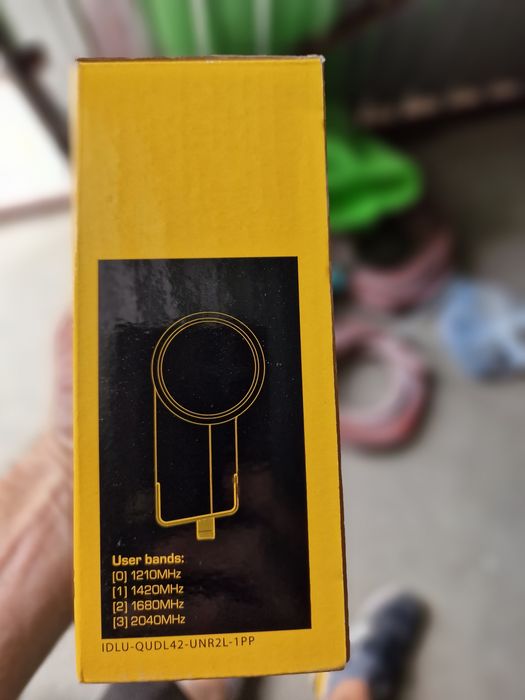 User bands:
[0] 1210MHz
[1] 1420MHz
[2] 1680MHz
[3] 2040MHz
IDLU-QUDL42-UNR2L-1PP